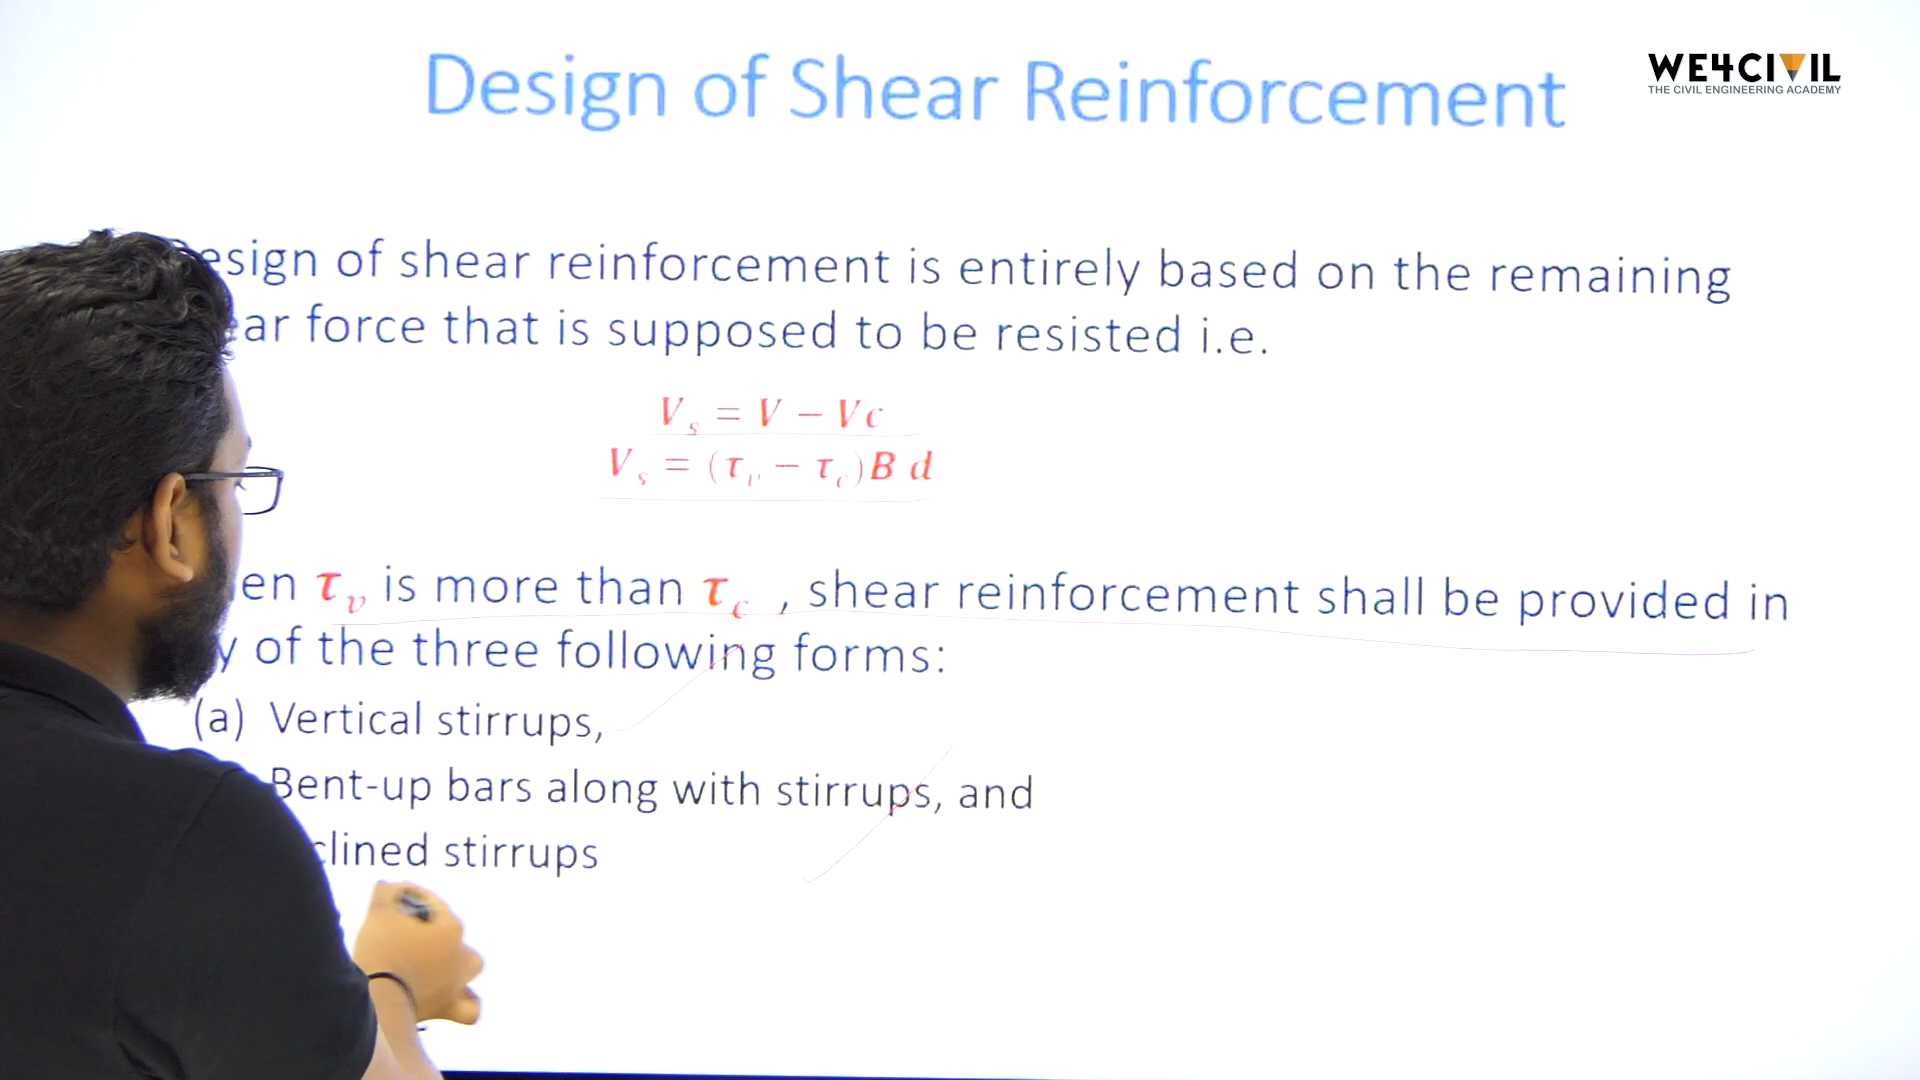 Design of Shear Reinforcement
WE4CIVIL
THE CIVIL ENGINEERING ACADEMY
Design of shear reinforcement is entirely based on the remaining
ear force that is supposed to be resisted i.e.
V_s = V − Vc
V_s = (τ_v − τ_c) B d
en τ_v is more than τ_c , shear reinforcement shall be provided in
y of the three following forms:
(a) Vertical stirrups,
Bent-up bars along with stirrups, and
clined stirrups